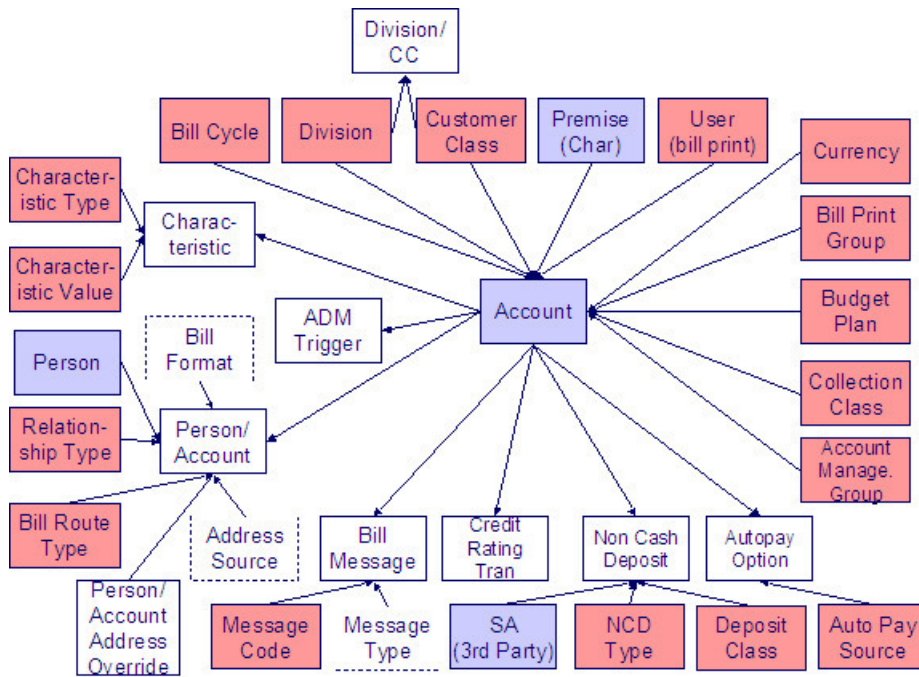 Division/
CC
Bill Cycle
Division
Customer
Class
Premise
(Char)
User
(bill print)
Currency
Character-
istic Type
Charac-
teristic
Bill Print
Group
Character-
istic Value
ADM
Trigger
Account
Budget
Plan
Person
Bill
Format
Collection
Class
Relation-
ship Type
Person/
Account
Account
Manage.
Group
Bill Route
Type
Address
Source
Bill
Message
Credit
Rating
Tran
Non Cash
Deposit
Autopay
Option
Person/
Account
Address
Override
Message
Code
Message
Type
SA
(3rd Party)
NCD
Type
Deposit
Class
Auto Pay
Source